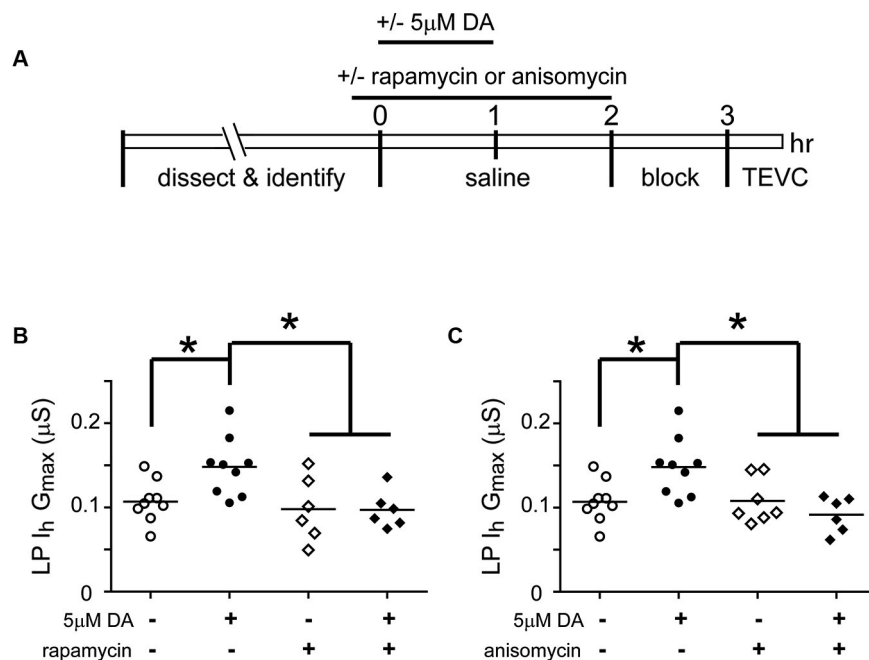 A
+/- 5μM DA
+/- rapamycin or anisomycin
0 1 2 3 hr
dissect & identify saline block TEVC
B
* *
LP Ih Gmax (μS)
0.2
0.1
0
5μM DA - + - +
rapamycin - - + +
C
* *
LP Ih Gmax (μS)
0.2
0.1
0
5μM DA - + - +
anisomycin - - + +